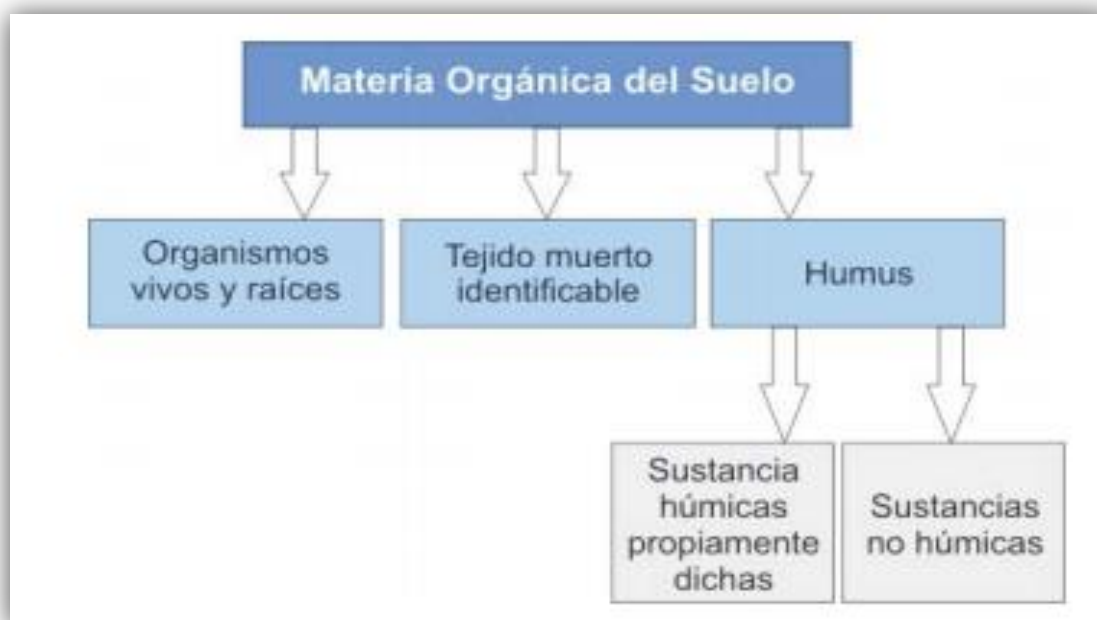 Materia Orgánica del Suelo
Organismos
vivos y raíces
Tejido muerto
identificable
Humus
Sustancia
húmicas
propiamente
dichas
Sustancias
no húmicas